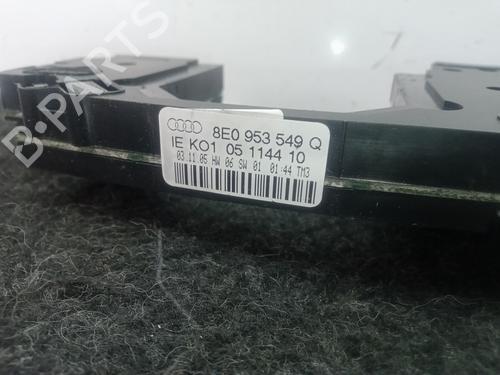 B-PARTS
8E0 953 549 Q
IE KO1 05 1144 10
03.11.05 HW 06 SW 01 01:44 TM3